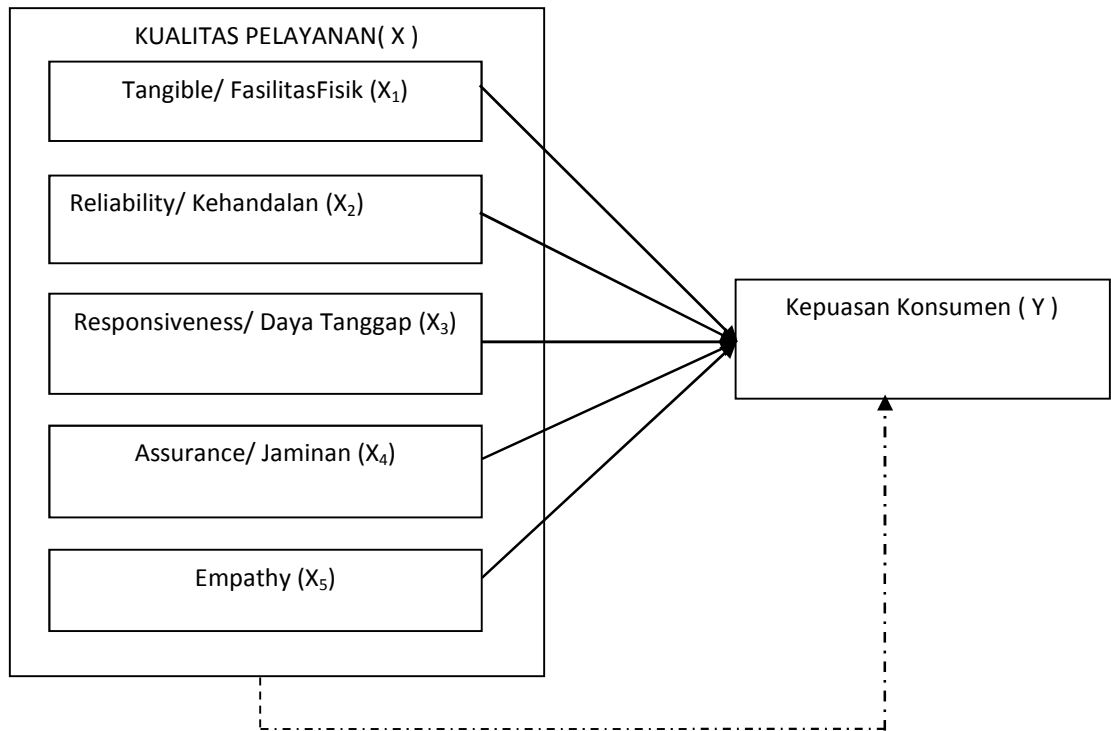 KUALITAS PELAYANAN( X )
Tangible/ FasilitasFisik (X₁)
Reliability/ Kehandalan (X₂)
Responsiveness/ Daya Tanggap (X₃)
Assurance/ Jaminan (X₄)
Empathy (X₅)
Kepuasan Konsumen ( Y )